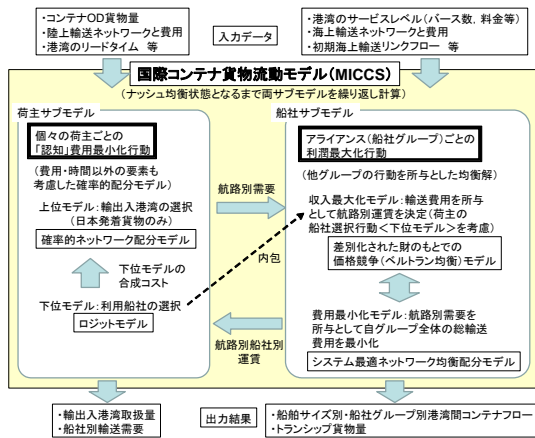 ・コンテナOD貨物量
・陸上輸送ネットワークと費用
・港湾のリードタイム 等
入力データ
・港湾のサービスレベル(バース数, 料金等)
・海上輸送ネットワークと費用
・初期海上輸送リンクフロー 等
国際コンテナ貨物流動モデル(MICCS)
(ナッシュ均衡状態となるまで両サブモデルを繰り返し計算)
荷主サブモデル
個々の荷主ごとの
「認知」費用最小化行動
(費用・時間以外の要素も
考慮した確率的配分モデル)
上位モデル:輸出入港湾の選択
(日本発着貨物のみ)
確率的ネットワーク配分モデル
下位モデルの
合成コスト
下位モデル:利用船社の選択
ロジットモデル
航路別需要
内包
航路別船社別
運賃
船社サブモデル
アライアンス(船社グループ)ごとの
利潤最大化行動
(他グループの行動を所与とした均衡解)
収入最大化モデル:輸送費用を所与
として航路別運賃を決定(荷主の
船社選択行動<下位モデル>を考慮)
差別化された財のもとでの
価格競争(ベルトラン均衡)モデル
費用最小化モデル:航路別需要を
所与として自グループ全体の総輸送
費用を最小化
システム最適ネットワーク均衡配分モデル
・輸出入港湾取扱量
・船社別輸送需要
出力結果
・船舶サイズ別・船社グループ別港湾間コンテナフロー
・トランシップ貨物量